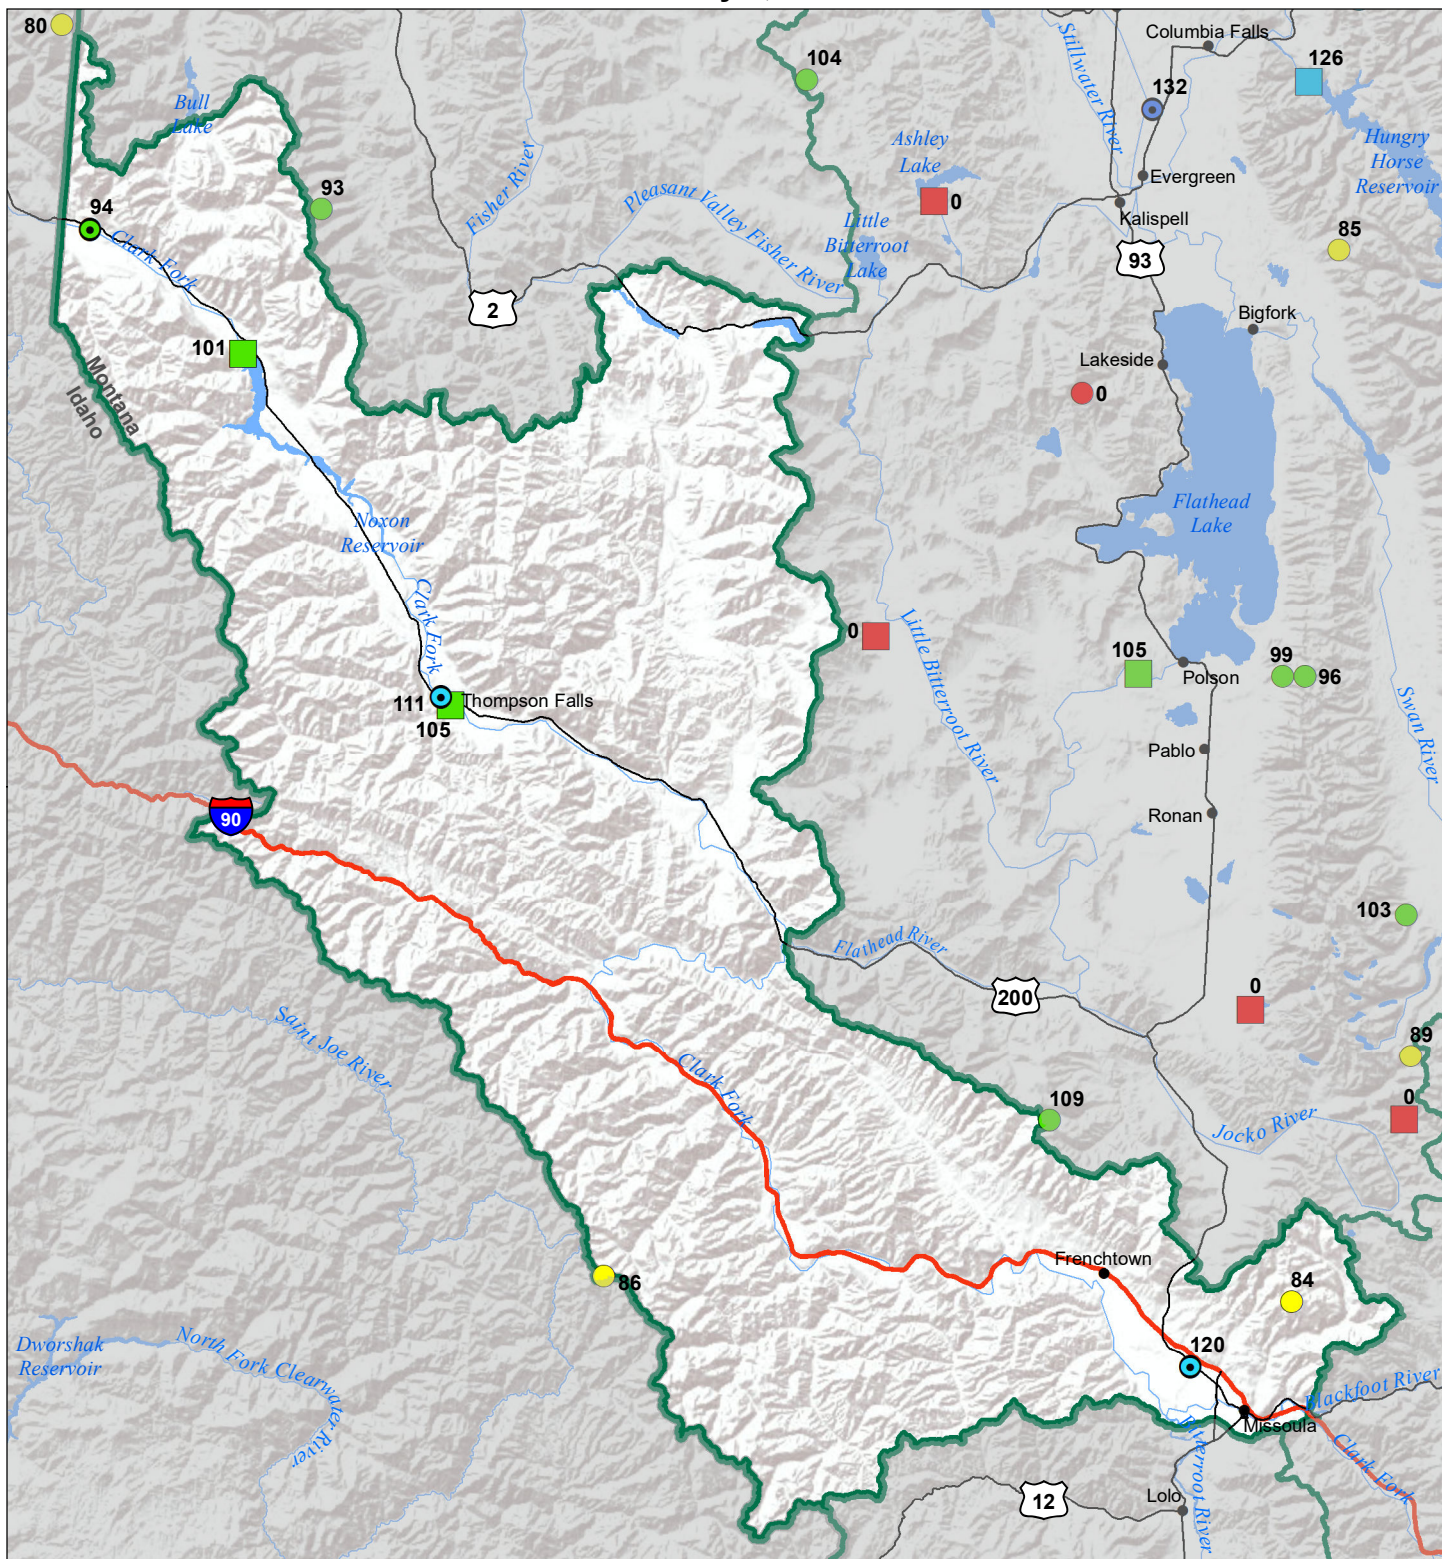 80
104
Columbia Falls
126
Stillwater River
132
Bull
Lake
Ashley
Lake
Hungry
Horse
Reservoir
Fisher River
Pleasant Valley Fisher River
93
Evergreen
0
Kalispell
94
Clark Fork
Little
Bitterroot
Lake
85
93
2
Bigfork
101
Lakeside
Montana
Idaho
0
Flathead
Lake
Noxon
Reservoir
Clark Fork
Little Bitterroot River
0
105
Polson
99
96
Swan River
111
Thompson Falls
105
Pablo
90
Ronan
103
Flathead River
200
0
Saint Joe River
Clark Fork
89
109
0
Jocko River
Frenchtown
86
84
Dworshak
Reservoir
North Fork Clearwater
River
120
Blackfoot River
Missoula
Bitterroot River
Clark Fork
12
Lolo